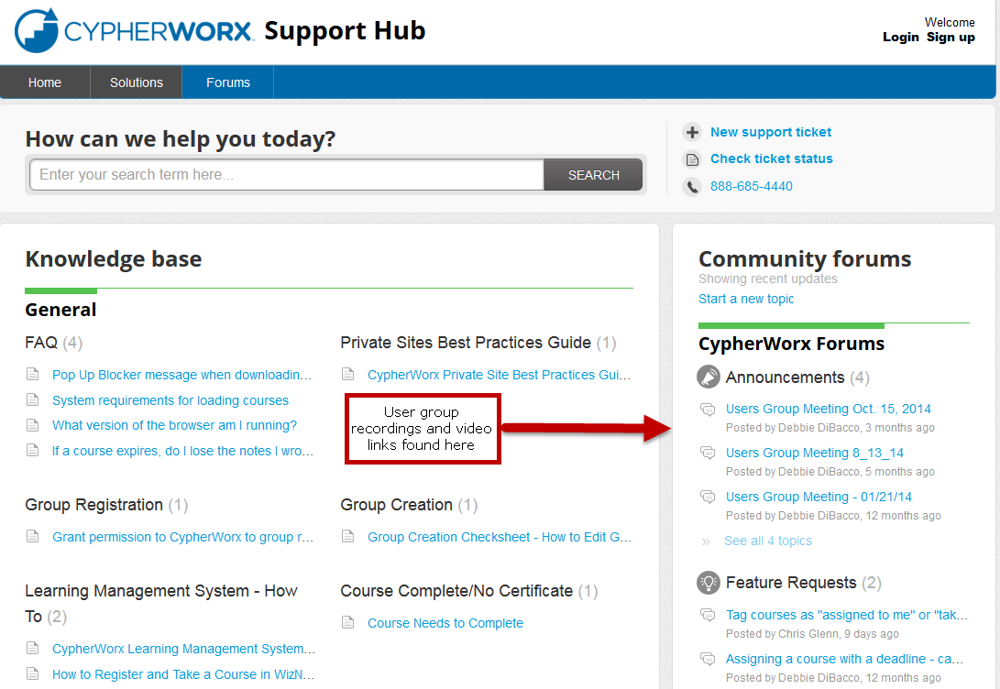 CYPHERWORX. Support Hub
Welcome
Login Sign up
Home Solutions Forums
How can we help you today?
Enter your search term here...
SEARCH
New support ticket
Check ticket status
888-685-4440
Knowledge base
General
FAQ (4)
Pop Up Blocker message when downloadin...
System requirements for loading courses
What version of the browser am I running?
If a course expires, do I lose the notes I wro...
Private Sites Best Practices Guide (1)
CypherWorx Private Site Best Practices Gui...
User group
recordings and video
links found here
Group Registration (1)
Grant permission to CypherWorx to group r...
Group Creation (1)
Group Creation Checksheet - How to Edit G...
Learning Management System - How
To (2)
CypherWorx Learning Management System...
How to Register and Take a Course in WizN...
Course Complete/No Certificate (1)
Course Needs to Complete
Community forums
Showing recent updates
Start a new topic
CypherWorx Forums
Announcements (4)
Users Group Meeting Oct. 15, 2014
Posted by Debbie DiBacco, 3 months ago
Users Group Meeting 8_13_14
Posted by Debbie DiBacco, 5 months ago
Users Group Meeting - 01/21/14
Posted by Debbie DiBacco, 12 months ago
» See all 4 topics
Feature Requests (2)
Tag courses as "assigned to me" or "tak...
Posted by Chris Glenn, 9 days ago
Assigning a course with a deadline - ca...
Posted by Debbie DiBacco, 12 months ago